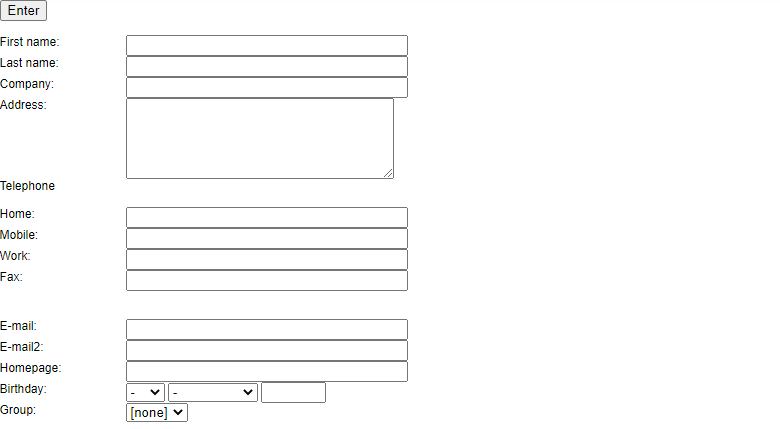 Enter
First name:
Last name:
Company:
Address:
Telephone
Home:
Mobile:
Work:
Fax:
E-mail:
E-mail2:
Homepage:
Birthday: - -
Group: [none]